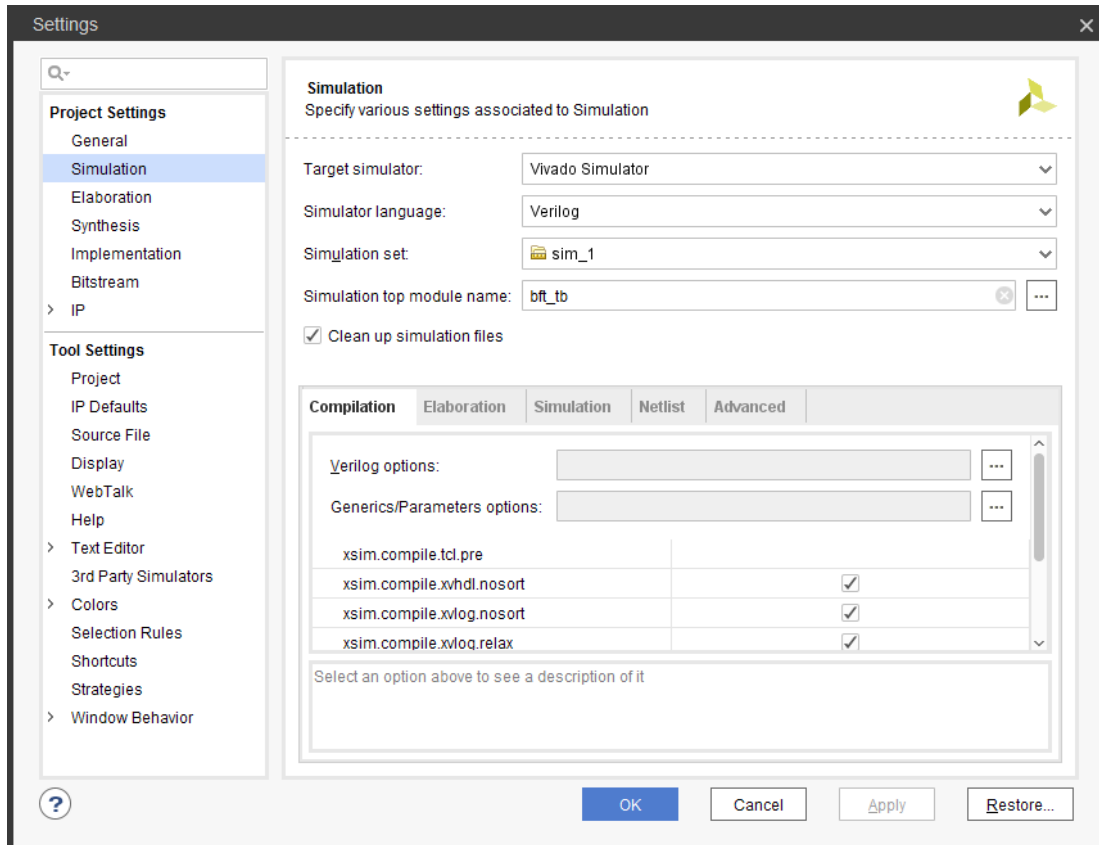 Settings
Project Settings
General
Simulation
Elaboration
Synthesis
Implementation
Bitstream
IP
Tool Settings
Project
IP Defaults
Source File
Display
WebTalk
Help
Text Editor
3rd Party Simulators
Colors
Selection Rules
Shortcuts
Strategies
Window Behavior
Simulation
Specify various settings associated to Simulation
Target simulator: Vivado Simulator
Simulator language: Verilog
Simulation set: sim_1
Simulation top module name: bft_tb ...
Clean up simulation files
Compilation Elaboration Simulation Netlist Advanced
Verilog options: ...
Generics/Parameters options: ...
xsim.compile.tcl.pre
xsim.compile.xvhdl.nosort
xsim.compile.xvlog.nosort
xsim.compile.xvlog.relax
Select an option above to see a description of it
? OK Cancel Apply Restore...